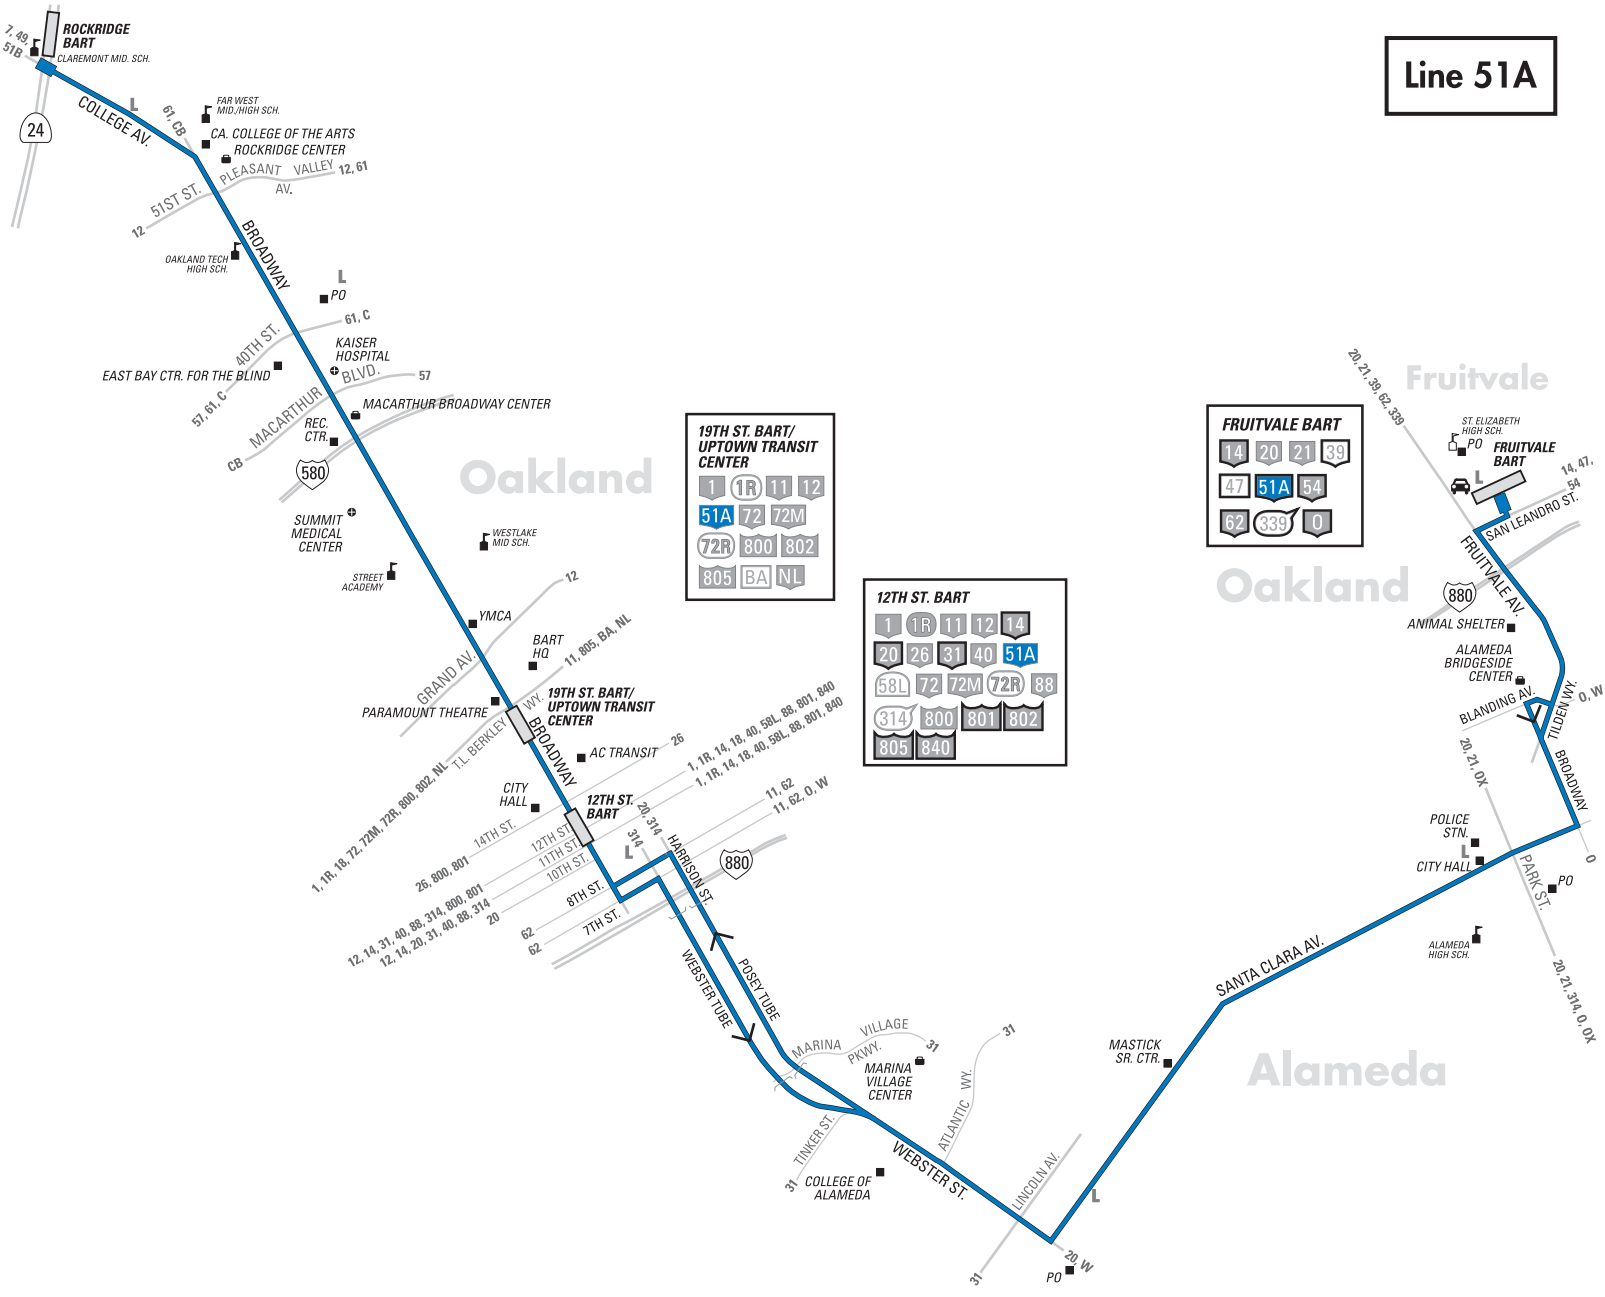 Line 51A
7, 49,
51B
ROCKRIDGE
BART
CLAREMONT MID. SCH.
24
COLLEGE AV.
L
61, CB
FAR WEST
MID./HIGH SCH.
CA. COLLEGE OF THE ARTS
ROCKRIDGE CENTER
PLEASANT VALLEY
AV.
12, 61
51ST ST.
12
BROADWAY
OAKLAND TECH
HIGH SCH.
L
PO
61, C
40TH ST.
57, 61, C
KAISER
HOSPITAL
EAST BAY CTR. FOR THE BLIND
MACARTHUR BLVD.
57
CB
MACARTHUR BROADWAY CENTER
REC.
CTR.
580
Oakland
SUMMIT
MEDICAL
CENTER
WESTLAKE
MID SCH.
STREET
ACADEMY
12
YMCA
GRAND AV.
BART
HQ
11, 805, BA, NL
PARAMOUNT THEATRE
T.L. BERKLEY WY.
1, 1R, 18, 72, 72M, 72R, 800, 802, NL
19TH ST. BART/
UPTOWN TRANSIT
CENTER
BROADWAY
AC TRANSIT
26
CITY
HALL
12TH ST.
BART
14TH ST.
26, 800, 801
12TH ST.
11TH ST.
10TH ST.
1, 1R, 14, 18, 40, 58L, 88, 801, 840
1, 1R, 14, 18, 40, 58L, 88, 801, 840
12, 14, 31, 40, 88, 314, 800, 801
12, 14, 20, 31, 40, 88, 314
20
20, 314
314
L
11, 62
11, 62, O, W
8TH ST.
7TH ST.
62
62
HARRISON ST.
880
WEBSTER TUBE
POSEY TUBE
MARINA VILLAGE
PKWY.
31
MARINA
VILLAGE
CENTER
ATLANTIC WY.
31
TINKER ST.
31
COLLEGE OF
ALAMEDA
WEBSTER ST.
LINCOLN AV.
31
20, W
PO
L
MASTICK
SR. CTR.
SANTA CLARA AV.
Alameda
19TH ST. BART/
UPTOWN TRANSIT
CENTER
1 1R 11 12
51A 72 72M
72R 800 802
805 BA NL
12TH ST. BART
1 1R 11 12 14
20 26 31 40 51A
58L 72 72M 72R 88
314 800 801 802
805 840
FRUITVALE BART
14 20 21 39
47 51A 54
62 339 O
20, 21, 39, 62, 339
Fruitvale
ST. ELIZABETH
HIGH SCH.
PO
L
FRUITVALE
BART
14, 47,
54
SAN LEANDRO ST.
Oakland
FRUITVALE AV.
880
ANIMAL SHELTER
ALAMEDA
BRIDGESIDE
CENTER
BLANDING AV.
O, W
TILDEN WY.
20, 21, OX
BROADWAY
POLICE
STN.
L
CITY HALL
O
PARK ST.
PO
ALAMEDA
HIGH SCH.
20, 21, 314, O, OX